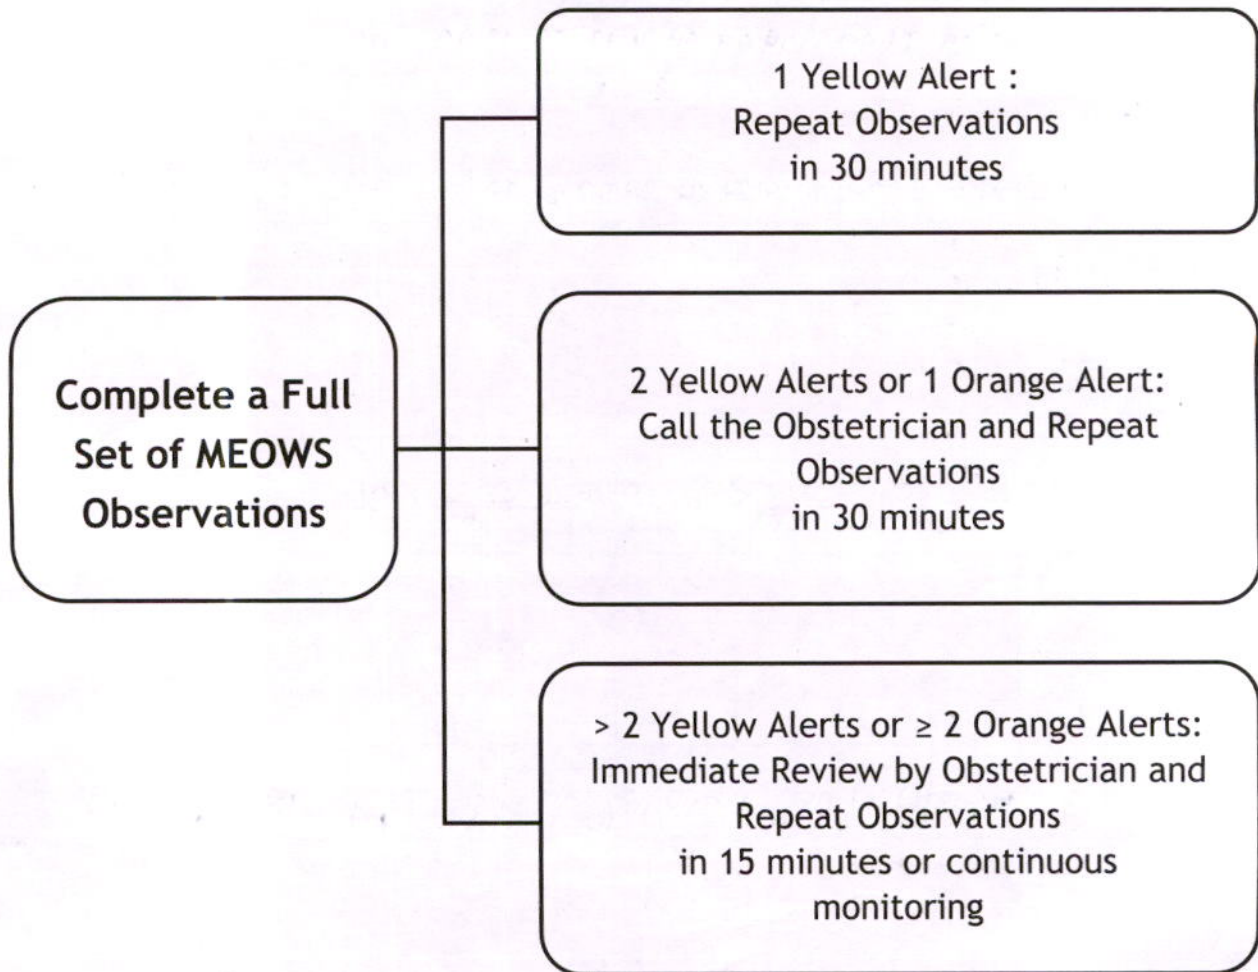 1 Yellow Alert :
Repeat Observations
in 30 minutes
Complete a Full
Set of MEOWS
Observations
2 Yellow Alerts or 1 Orange Alert:
Call the Obstetrician and Repeat
Observations
in 30 minutes
> 2 Yellow Alerts or ≥ 2 Orange Alerts:
Immediate Review by Obstetrician and
Repeat Observations
in 15 minutes or continuous
monitoring